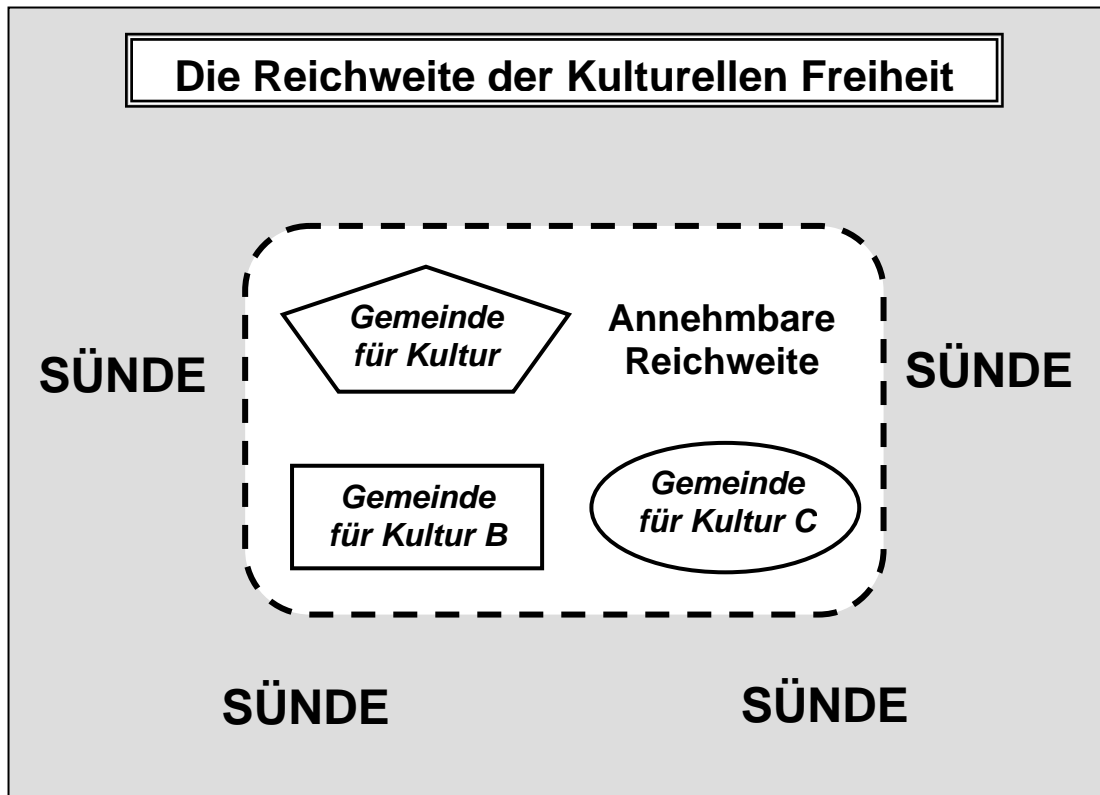 Die Reichweite der Kulturellen Freiheit
Gemeinde
für Kultur
Annehmbare
Reichweite
SÜNDE
SÜNDE
Gemeinde
für Kultur B
Gemeinde
für Kultur C
SÜNDE
SÜNDE